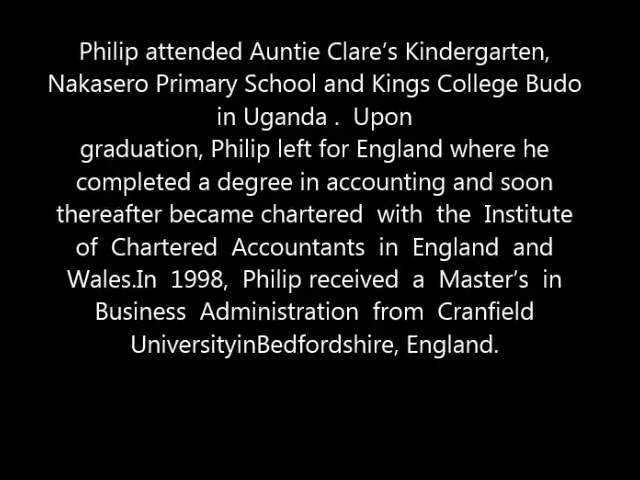 Philip attended Auntie Clare’s Kindergarten,
Nakasero Primary School and Kings College Budo
in Uganda .  Upon
graduation, Philip left for England where he
completed a degree in accounting and soon
thereafter became chartered  with  the  Institute
of  Chartered  Accountants  in  England  and
Wales.In  1998,  Philip received  a  Master’s  in
Business  Administration  from  Cranfield
UniversityinBedfordshire, England.